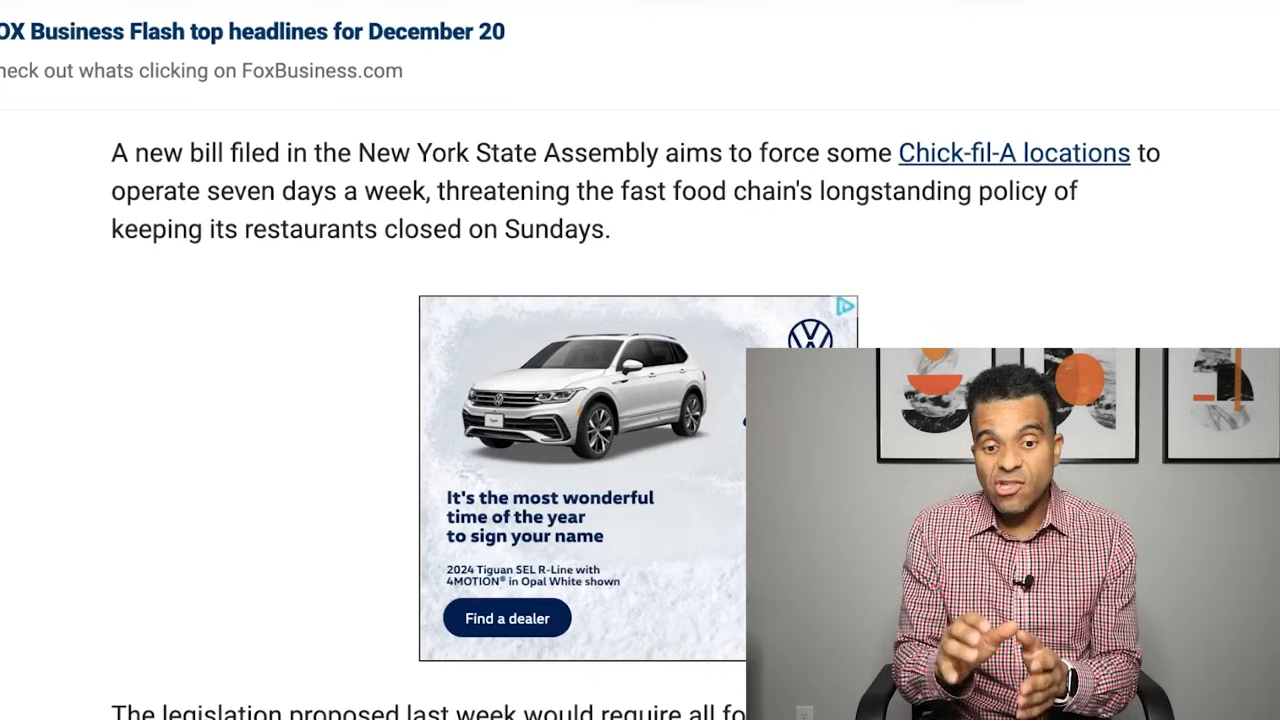 OX Business Flash top headlines for December 20
heck out whats clicking on FoxBusiness.com
A new bill filed in the New York State Assembly aims to force some Chick-fil-A locations to
operate seven days a week, threatening the fast food chain's longstanding policy of
keeping its restaurants closed on Sundays.
It's the most wonderful
time of the year
to sign your name
2024 Tiguan SEL R-Line with
4MOTION® in Opal White shown
Find a dealer
The legislation proposed last week would require all fo